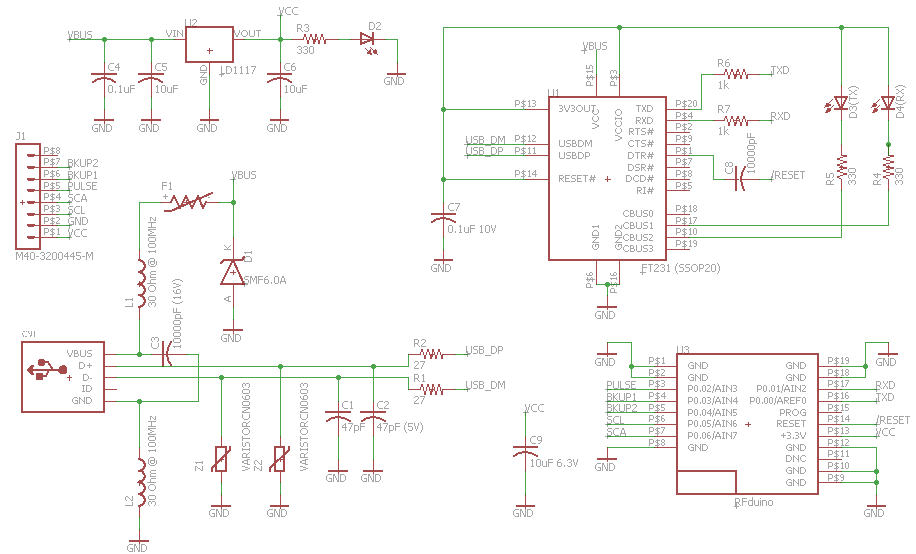 VBUS
VIN
U2
VOUT
VCC
R3
330
D2
GND
LD1117
C4
0.1uF
C5
10uF
C6
10uF
GND
GND
GND
GND
GND
J1
P$8
P$7 BKUP2
P$6 BKUP1
P$5 PULSE
P$4 SCA
P$3 SCL
P$2 GND
P$1 VCC
M40-3200445-M
F1
VBUS
L1
30 Ohm @ 100MHz
K
D1
SMF6.0A
A
GND
C3
10000pF (16V)
VBUS
D+
D-
ID
GND
R2
27
USB_DP
R1
27
USB_DM
Z1
VARISTORCN0603
Z2
VARISTORCN0603
C1
47pF
C2
47pF (5V)
GND
GND
GND
GND
L2
30 Ohm @ 100MHz
GND
VBUS
U1
P$15
P$3
VCC
VCCIO
P$13
3V3OUT
USB_DM
P$12
USBDM
USB_DP
P$11
USBDP
P$14
RESET#
C7
0.1uF 10V
GND
TXD P$20
RXD P$4
RTS# P$2
CTS# P$9
DTR# P$1
DSR# P$7
DCD# P$8
RI# P$5
CBUS0 P$18
CBUS1 P$17
CBUS2 P$10
CBUS3 P$19
GND1
GND2
P$6
P$16
FT231 (SSOP20)
GND
R6
1k
TXD
R7
1k
RXD
C8
10000pF
/RESET
D3(TX)
D4(RX)
R5
330
R4
330
VCC
C9
10uF 6.3V
GND
U3
GND
P$1 GND
P$2 GND
PULSE P$3 P0.02/AIN3
BKUP1 P$4 P0.03/AIN4
BKUP2 P$5 P0.04/AIN5
SCL P$6 P0.05/AIN6
SCA P$7 P0.06/AIN7
P$8 GND
GND
GND
GND P$19
GND P$18
P0.01/AIN2 P$17 RXD
P0.00/AREF0 P$16 TXD
PROG P$15
RESET P$14 /RESET
+3.3V P$13 VCC
GND P$12
DNC P$11
GND P$10
GND P$9
GND
RFduino